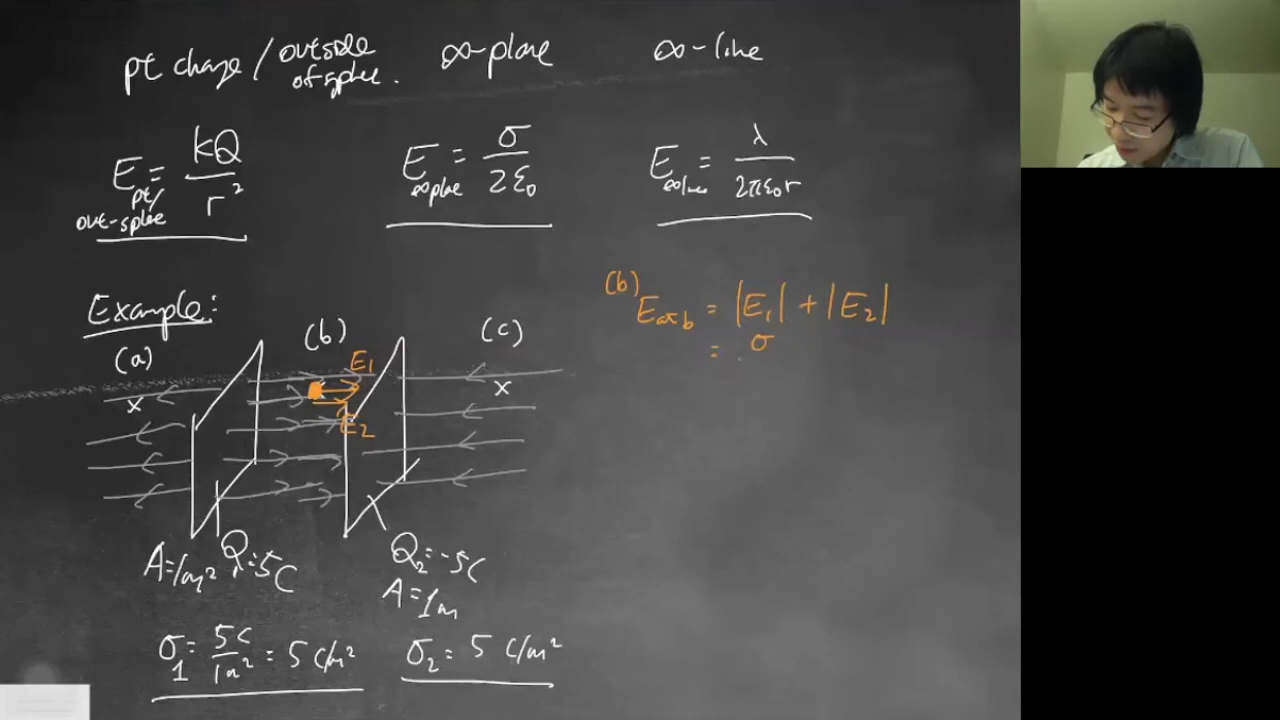 pt charge / outside of sphere.
∞-plane
∞-line
E pt/out-sphere = kQ / r²
E ∞plane = σ / 2ε₀
E ∞line = λ / 2πε₀r
Example:
(a)
(b)
(c)
x
x
E₁
E₂
A=1m²
Q₁=5C
Q₂=-5C
A=1m
σ₁ = 5C / 1m² = 5 C/m²
σ₂ = 5 C/m²
(b)
E at b = |E₁| + |E₂|
= σ